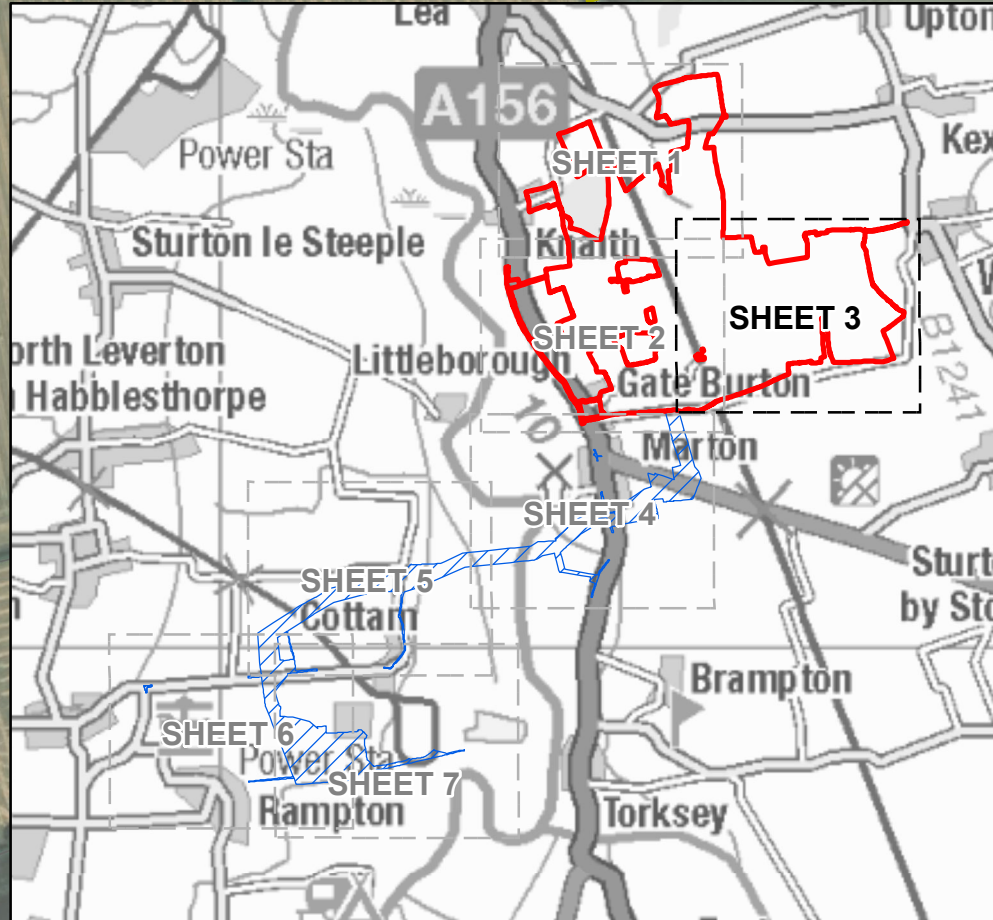 Lea
Upton
A156
Kex
Power Sta
SHEET 1
Sturton le Steeple
Knaith
SHEET 3
SHEET 2
orth Leverton
Littleborough
B1241
Habblesthorpe
Gate Burton
10
Marton
SHEET 4
Sturt
SHEET 5
by Sto
Cottam
Brampton
SHEET 6
Power Sta
SHEET 7
Rampton
Torksey